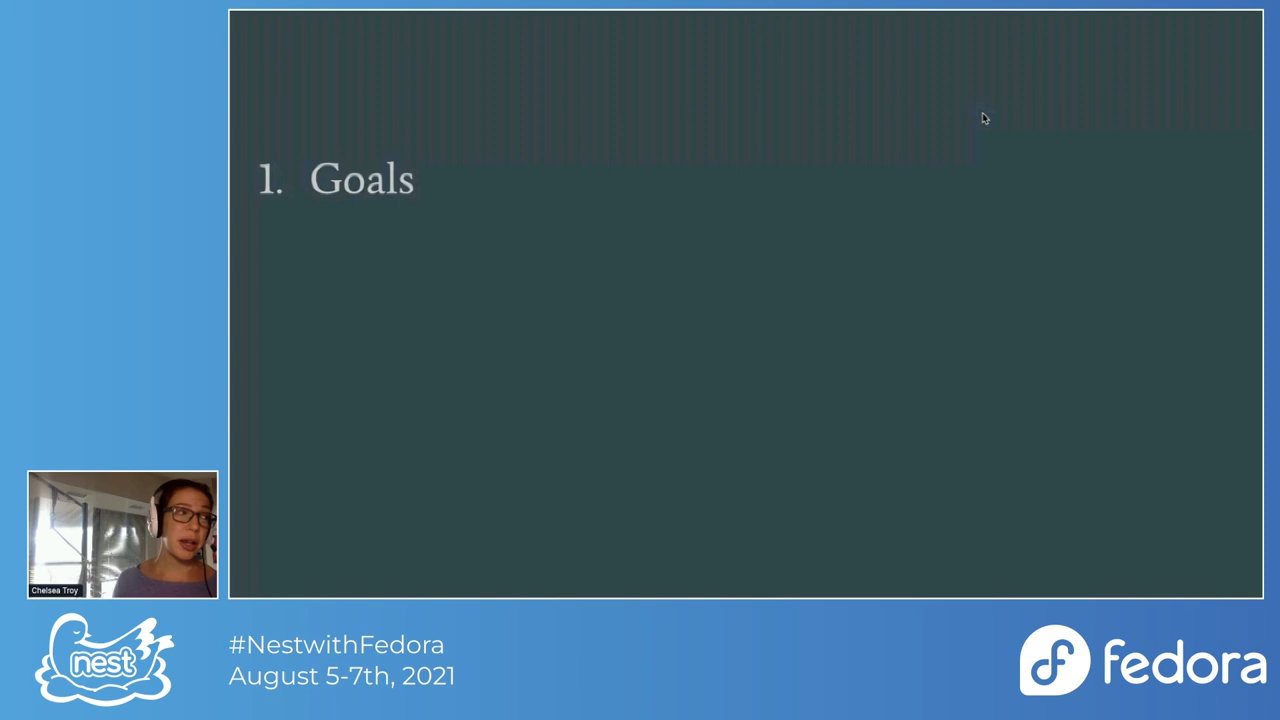 1. Goals
Chelsea Troy
nest
#NestwithFedora
August 5-7th, 2021
fedora